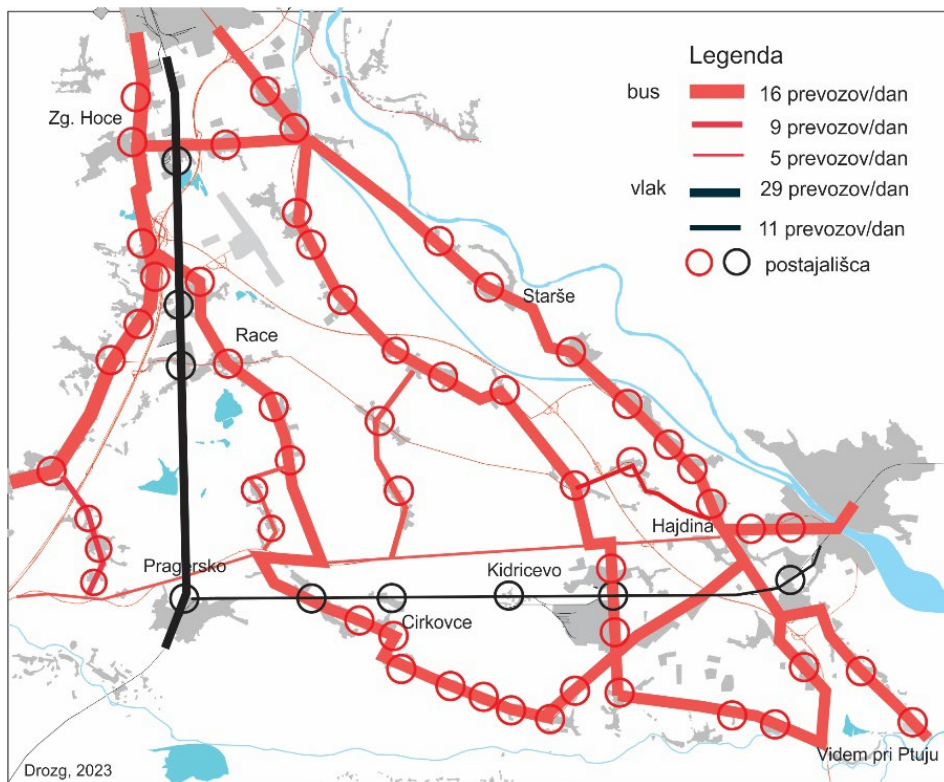 Legenda
bus
16 prevozov/dan
9 prevozov/dan
5 prevozov/dan
vlak
29 prevozov/dan
11 prevozov/dan
postajališca
Zg. Hoce
Starše
Race
Hajdina
Pragersko
Kidricevo
Cirkovce
Videm pri Ptuju
Drozg, 2023